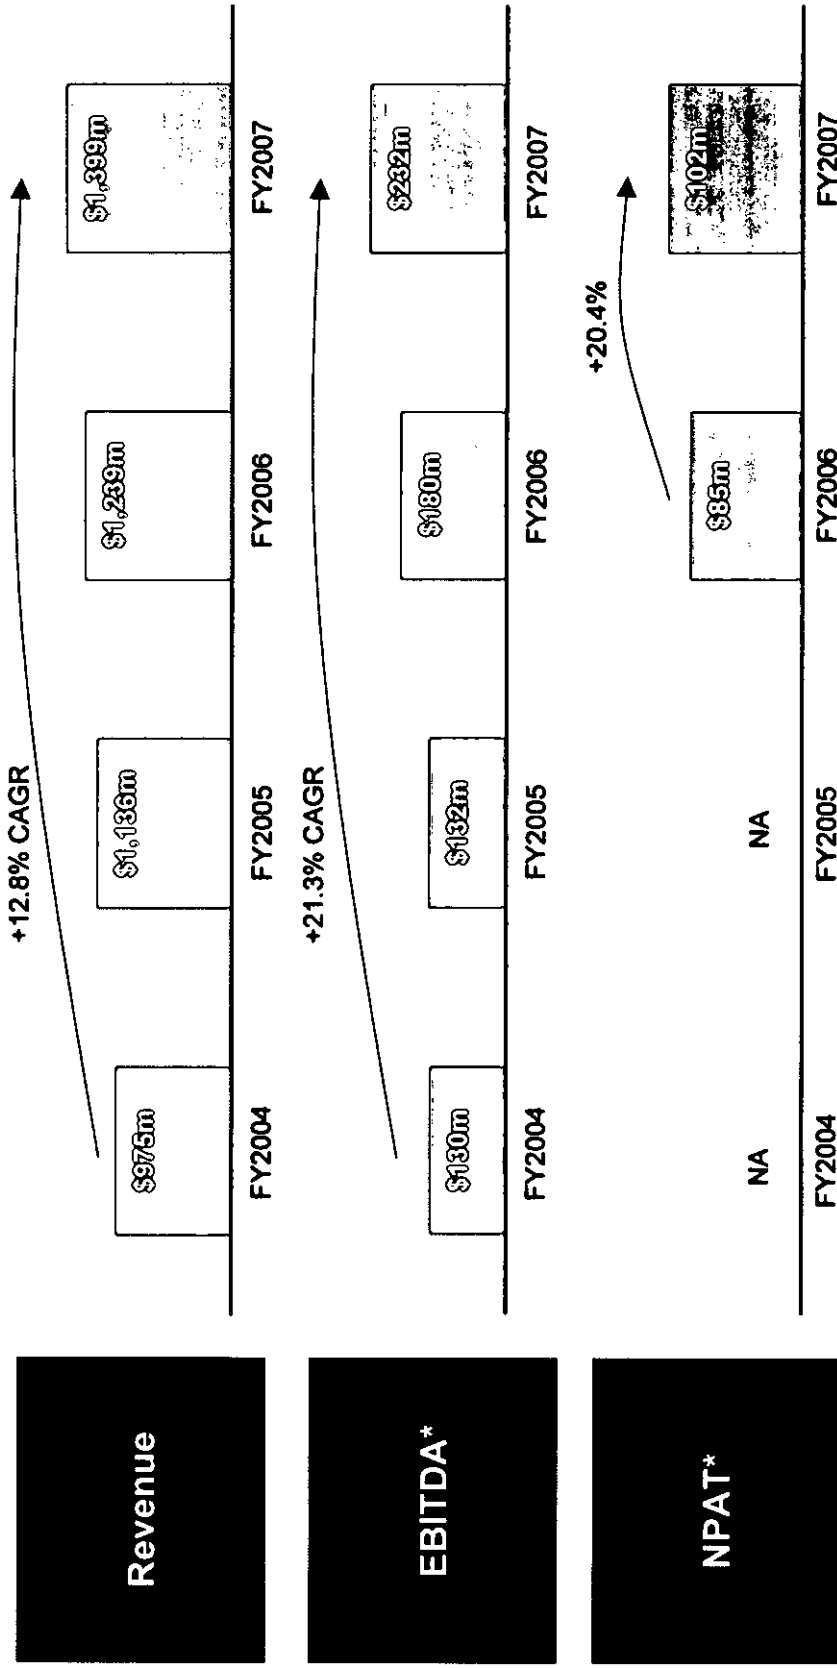 Revenue
+12.8% CAGR
$975m
$1,136m
$1,239m
$1,399m
FY2004
FY2005
FY2006
FY2007
EBITDA*
+21.3% CAGR
$130m
$132m
$180m
$232m
FY2004
FY2005
FY2006
FY2007
NPAT*
+20.4%
NA
NA
$85m
$102m
FY2004
FY2005
FY2006
FY2007